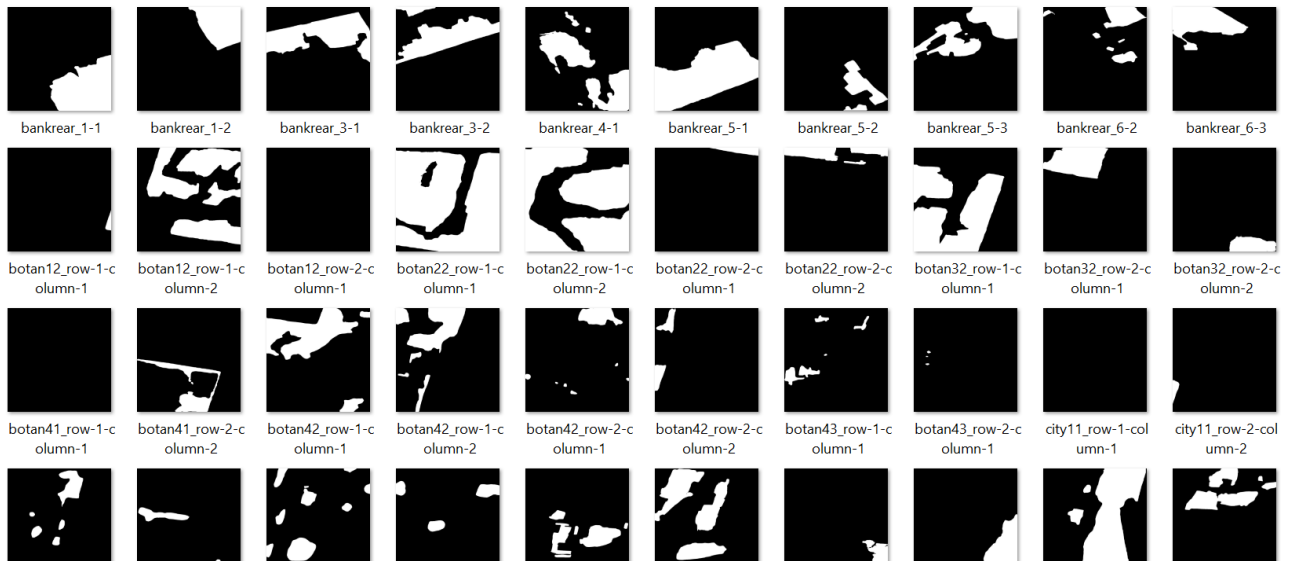 bankrear_1-1
bankrear_1-2
bankrear_3-1
bankrear_3-2
bankrear_4-1
bankrear_5-1
bankrear_5-2
bankrear_5-3
bankrear_6-2
bankrear_6-3
botan12_row-1-c
olumn-1
botan12_row-1-c
olumn-2
botan12_row-2-c
olumn-1
botan22_row-1-c
olumn-1
botan22_row-1-c
olumn-2
botan22_row-2-c
olumn-1
botan22_row-2-c
olumn-2
botan32_row-1-c
olumn-1
botan32_row-2-c
olumn-1
botan32_row-2-c
olumn-2
botan41_row-1-c
olumn-1
botan41_row-2-c
olumn-2
botan42_row-1-c
olumn-1
botan42_row-1-c
olumn-2
botan42_row-2-c
olumn-1
botan42_row-2-c
olumn-2
botan43_row-1-c
olumn-1
botan43_row-2-c
olumn-1
city11_row-1-col
umn-1
city11_row-2-col
umn-2